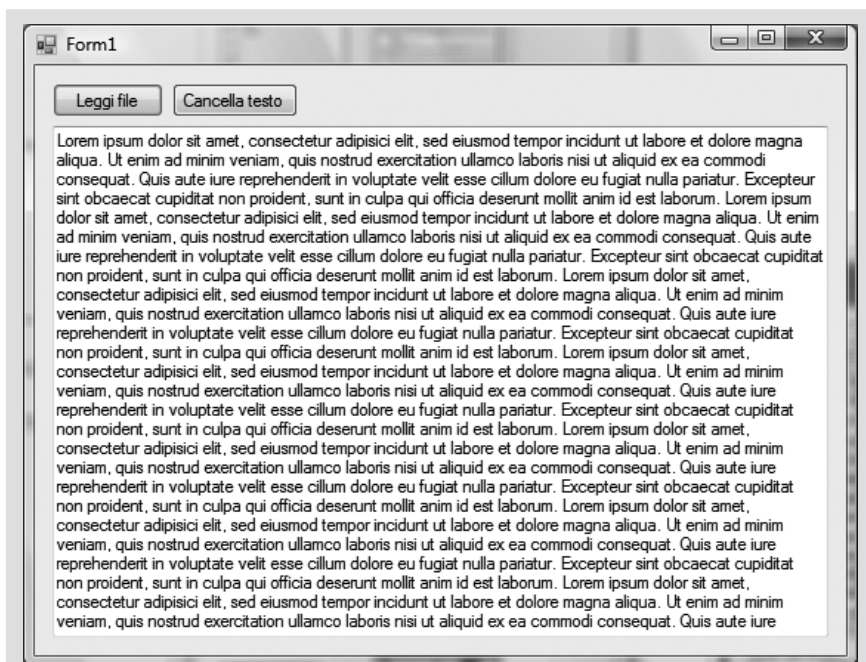 Form1
Leggi file Cancella testo
Lorem ipsum dolor sit amet, consectetur adipisici elit, sed eiusmod tempor incidunt ut labore et dolore magna
aliqua. Ut enim ad minim veniam, quis nostrud exercitation ullamco laboris nisi ut aliquid ex ea commodi
consequat. Quis aute iure reprehenderit in voluptate velit esse cillum dolore eu fugiat nulla pariatur. Excepteur
sint obcaecat cupiditat non proident, sunt in culpa qui officia deserunt mollit anim id est laborum. Lorem ipsum
dolor sit amet, consectetur adipisici elit, sed eiusmod tempor incidunt ut labore et dolore magna aliqua. Ut enim
ad minim veniam, quis nostrud exercitation ullamco laboris nisi ut aliquid ex ea commodi consequat. Quis aute
iure reprehenderit in voluptate velit esse cillum dolore eu fugiat nulla pariatur. Excepteur sint obcaecat cupiditat
non proident, sunt in culpa qui officia deserunt mollit anim id est laborum. Lorem ipsum dolor sit amet,
consectetur adipisici elit, sed eiusmod tempor incidunt ut labore et dolore magna aliqua. Ut enim ad minim
veniam, quis nostrud exercitation ullamco laboris nisi ut aliquid ex ea commodi consequat. Quis aute iure
reprehenderit in voluptate velit esse cillum dolore eu fugiat nulla pariatur. Excepteur sint obcaecat cupiditat
non proident, sunt in culpa qui officia deserunt mollit anim id est laborum. Lorem ipsum dolor sit amet,
consectetur adipisici elit, sed eiusmod tempor incidunt ut labore et dolore magna aliqua. Ut enim ad minim
veniam, quis nostrud exercitation ullamco laboris nisi ut aliquid ex ea commodi consequat. Quis aute iure
reprehenderit in voluptate velit esse cillum dolore eu fugiat nulla pariatur. Excepteur sint obcaecat cupiditat
non proident, sunt in culpa qui officia deserunt mollit anim id est laborum. Lorem ipsum dolor sit amet,
consectetur adipisici elit, sed eiusmod tempor incidunt ut labore et dolore magna aliqua. Ut enim ad minim
veniam, quis nostrud exercitation ullamco laboris nisi ut aliquid ex ea commodi consequat. Quis aute iure
reprehenderit in voluptate velit esse cillum dolore eu fugiat nulla pariatur. Excepteur sint obcaecat cupiditat
non proident, sunt in culpa qui officia deserunt mollit anim id est laborum. Lorem ipsum dolor sit amet,
consectetur adipisici elit, sed eiusmod tempor incidunt ut labore et dolore magna aliqua. Ut enim ad minim
veniam, quis nostrud exercitation ullamco laboris nisi ut aliquid ex ea commodi consequat. Quis aute iure
reprehenderit in voluptate velit esse cillum dolore eu fugiat nulla pariatur. Excepteur sint obcaecat cupiditat
non proident, sunt in culpa qui officia deserunt mollit anim id est laborum. Lorem ipsum dolor sit amet,
consectetur adipisici elit, sed eiusmod tempor incidunt ut labore et dolore magna aliqua. Ut enim ad minim
veniam, quis nostrud exercitation ullamco laboris nisi ut aliquid ex ea commodi consequat. Quis aute iure